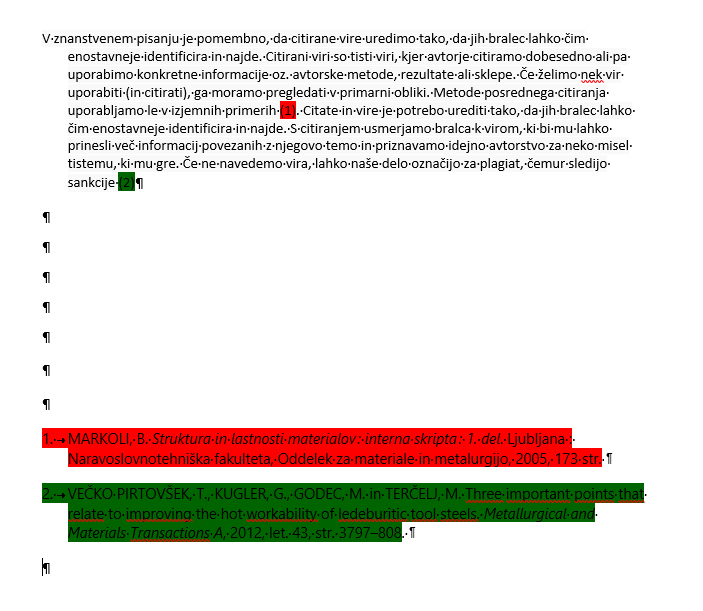 V znanstvenem pisanju je pomembno, da citirane vire uredimo tako, da jih bralec lahko čim
enostavneje identificira in najde. Citirani viri so tisti viri, kjer avtorje citiramo dobesedno ali pa
uporabimo konkretne informacije oz. avtorske metode, rezultate ali sklepe. Če želimo nek vir
uporabiti (in citirati), ga moramo pregledati v primarni obliki. Metode posrednega citiranja
uporabljamo le v izjemnih primerih (1). Citate in vire je potrebo urediti tako, da jih bralec lahko
čim enostavneje identificira in najde. S citiranjem usmerjamo bralca k virom, ki bi mu lahko
prinesli več informacij povezanih z njegovo temo in priznavamo idejno avtorstvo za neko misel
tistemu, ki mu gre. Če ne navedemo vira, lahko naše delo označijo za plagiat, čemur sledijo
sankcije (2)¶
¶
¶
¶
¶
¶
¶
¶
1. → MARKOLI, B. Struktura in lastnosti materialov : interna skripta : 1. del. Ljubljana :
Naravoslovnotehniška fakulteta, Oddelek za materiale in metalurgijo, 2005, 173 str. ¶
2. → VEČKO PIRTOVŠEK, T., KUGLER, G., GODEC, M. in TERČELJ, M. Three important points that
relate to improving the hot workability of ledeburitic tool steels. Metallurgical and
Materials Transactions A, 2012, let. 43, str. 3797–808. ¶
¶